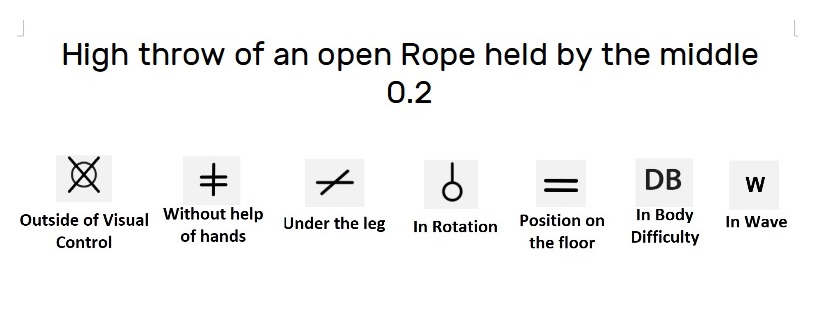 High throw of an open Rope held by the middle
0.2
DB
W
Outside of Visual
Control
Without help
of hands
Under the leg
In Rotation
Position on
the floor
In Body
Difficulty
In Wave